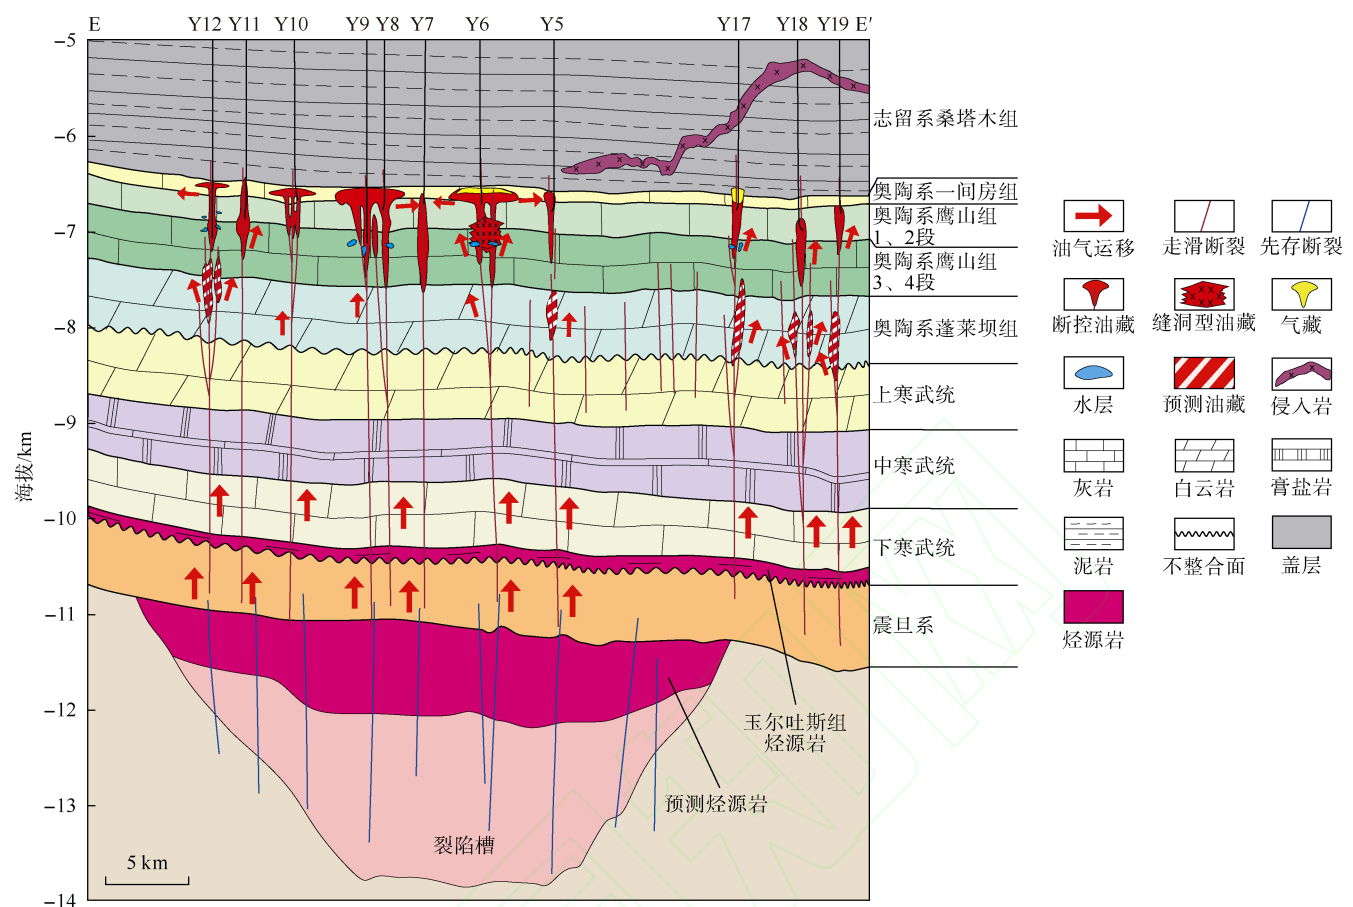 E Y12 Y11 Y10 Y9 Y8 Y7 Y6 Y5 Y17 Y18 Y19 E′
−5
−6
−7
−8
−9
−10
−11
−12
−13
−14
海拔/km
志留系桑塔木组
奥陶系一间房组
奥陶系鹰山组
1、2段
奥陶系鹰山组
3、4段
奥陶系蓬莱坝组
上寒武统
中寒武统
下寒武统
震旦系
玉尔吐斯组
烃源岩
预测烃源岩
裂陷槽
5 km
油气运移 走滑断裂 先存断裂
断控油藏 缝洞型油藏 气藏
水层 预测油藏 侵入岩
灰岩 白云岩 膏盐岩
泥岩 不整合面 盖层
烃源岩